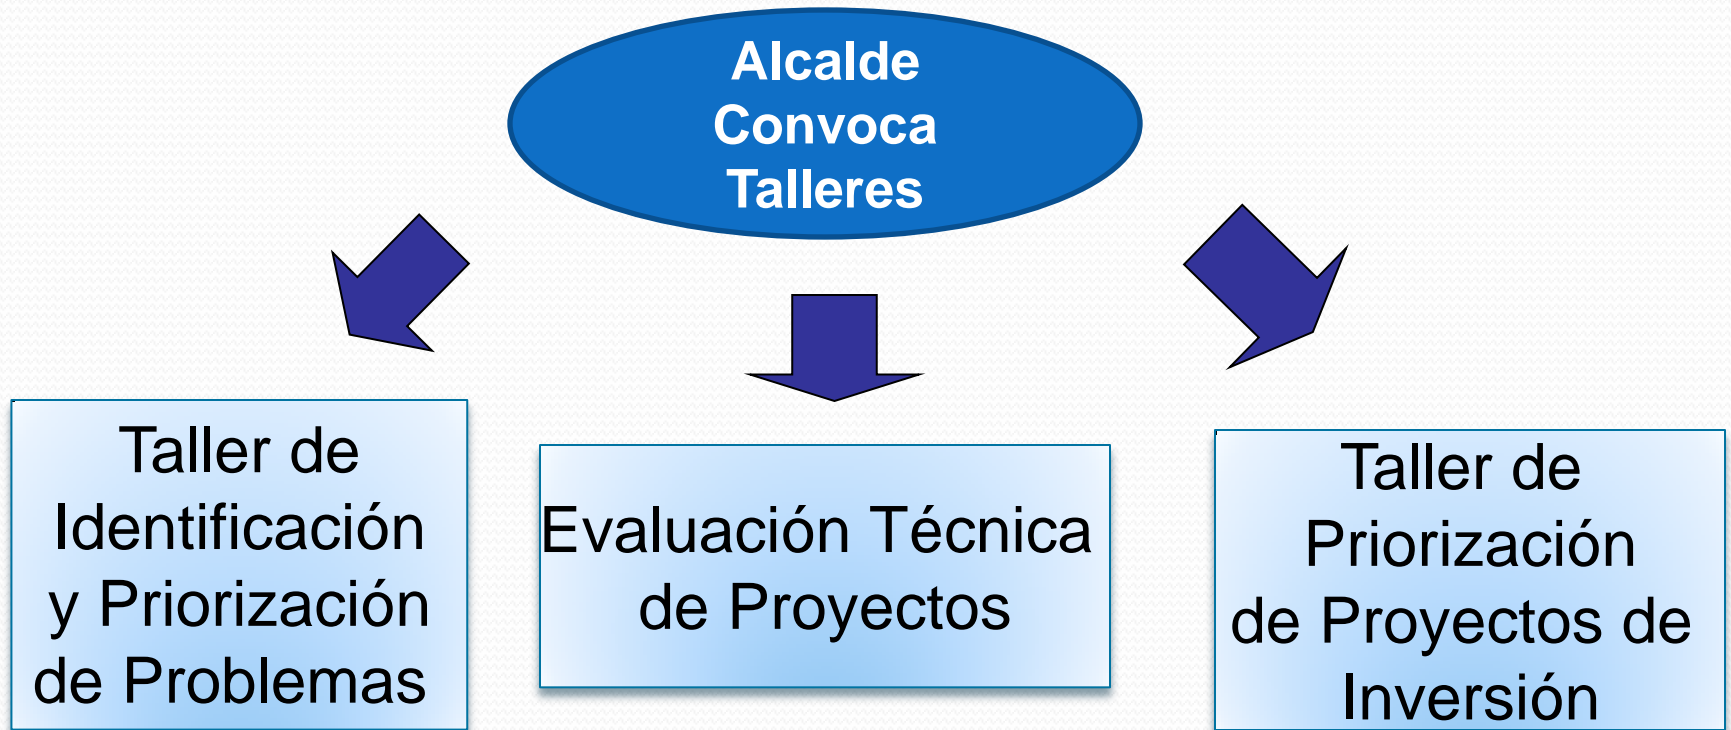 Alcalde
Convoca
Talleres
Taller de
Identificación
y Priorización
de Problemas
Evaluación Técnica
de Proyectos
Taller de
Priorización
de Proyectos de
Inversión